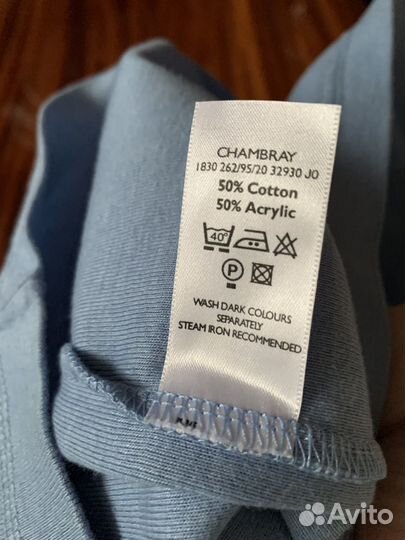 CHAMBRAY
1830 262/95/20 32930 JO
50% Cotton
50% Acrylic
40°
P
WASH DARK COLOURS
SEPARATELY
STEAM IRON RECOMMENDED
Avito